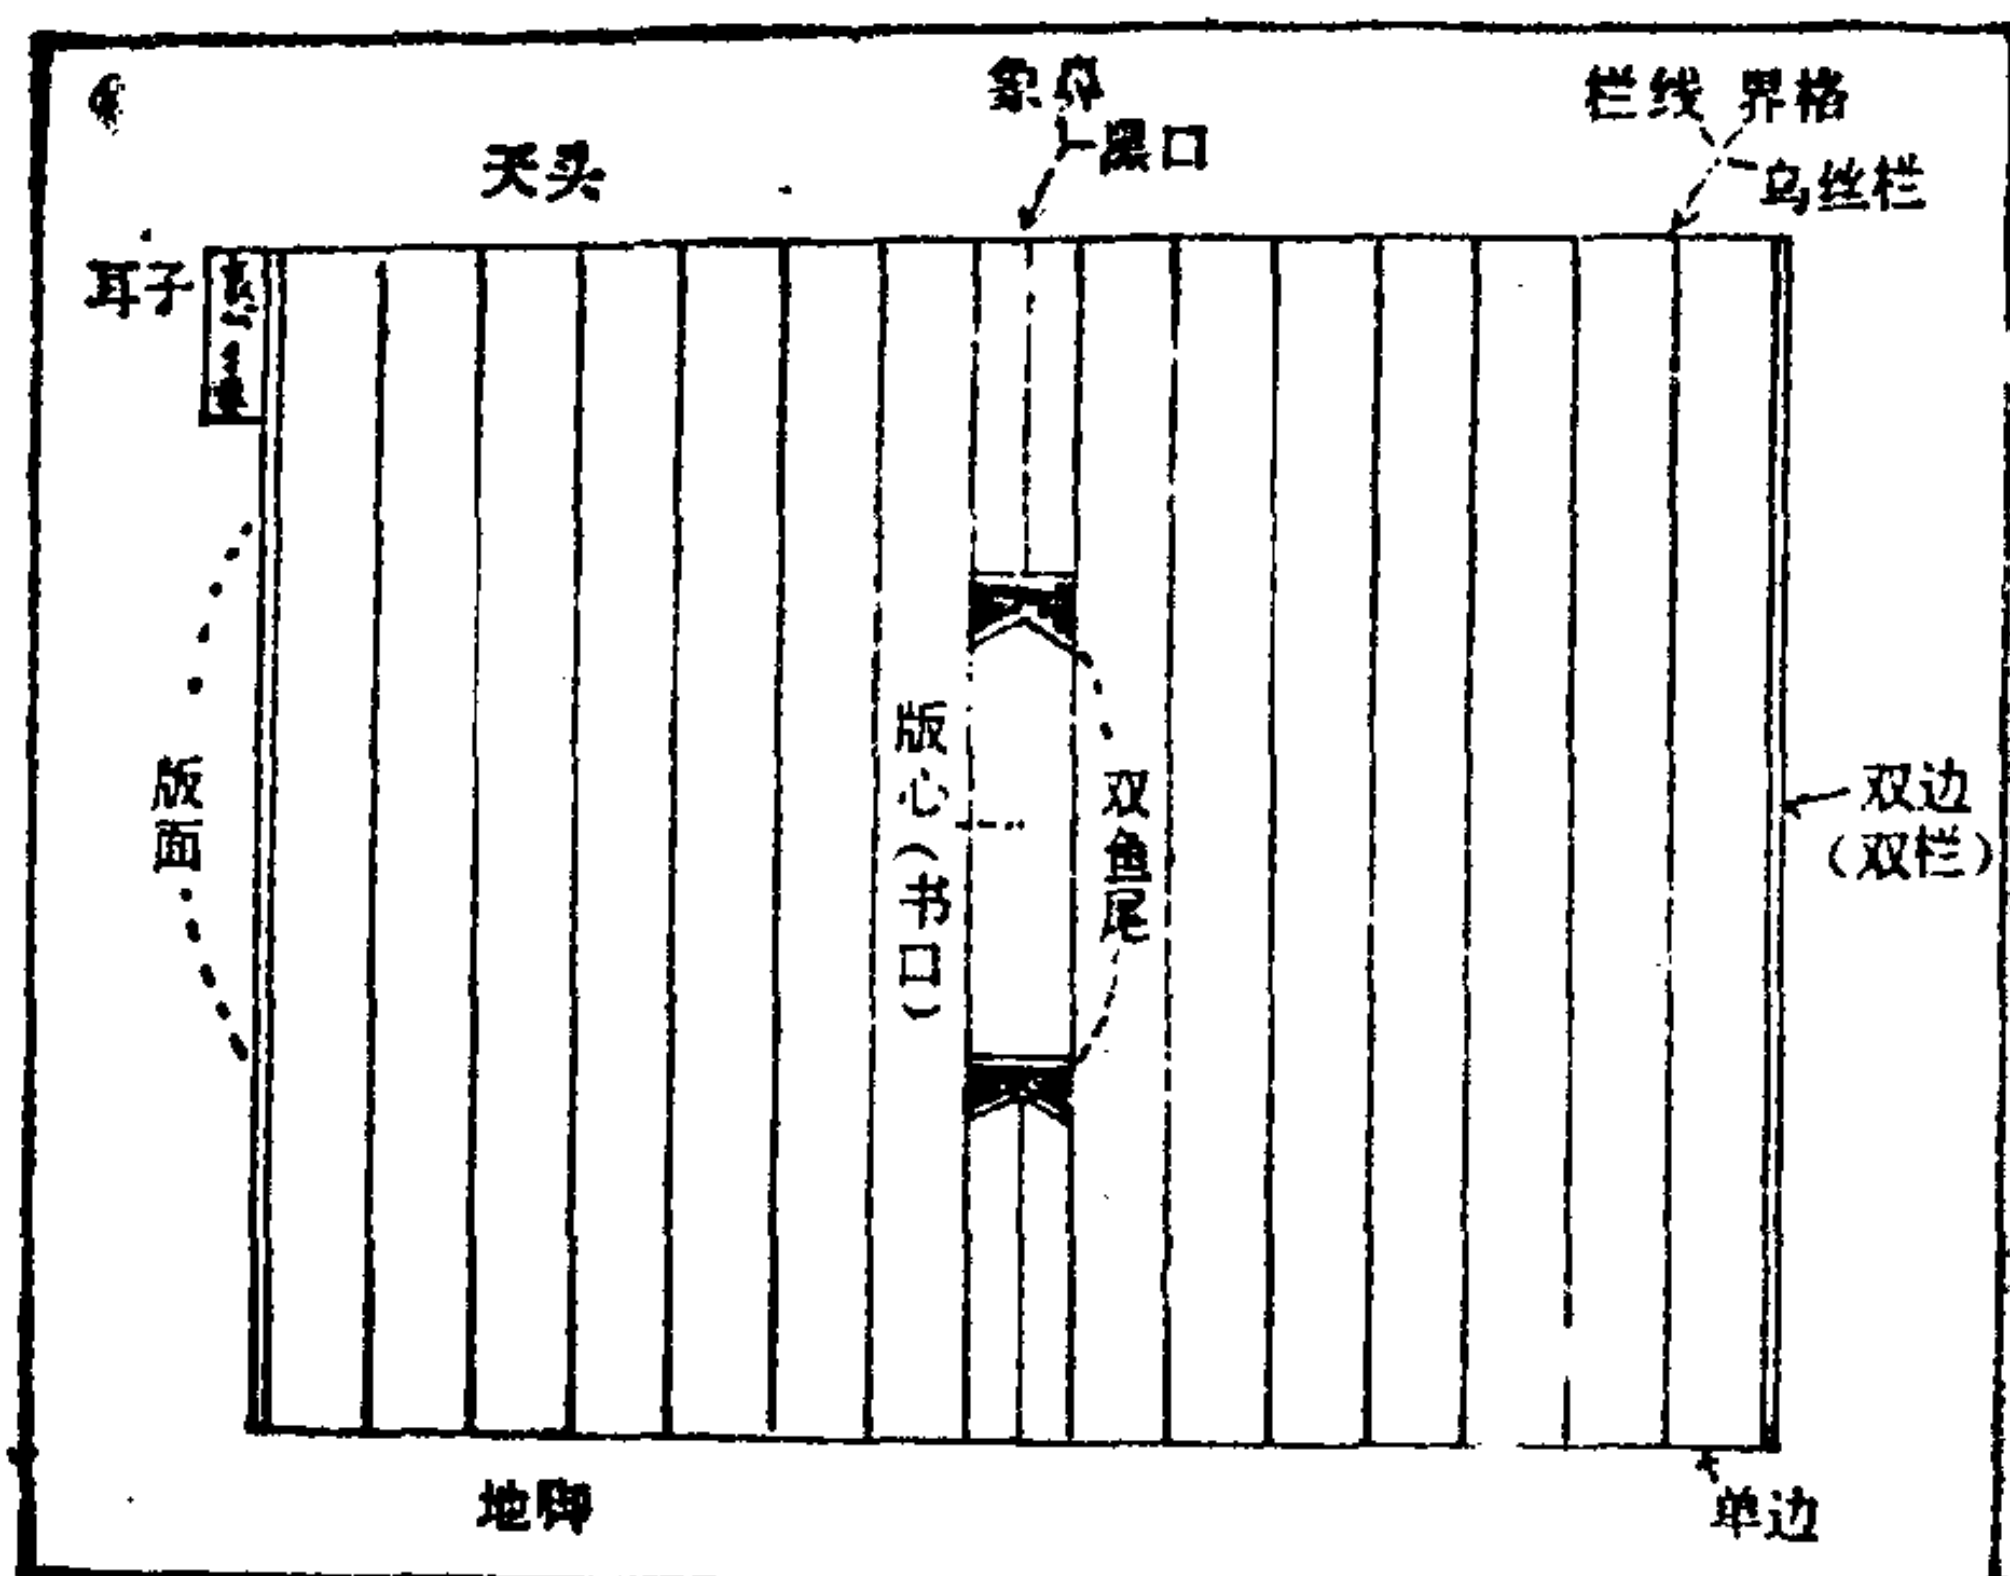 象鼻
黑口
栏线 界格
乌丝栏
天头
耳子
版面
版心(书口)
双鱼尾
双边
(双栏)
地脚
单边